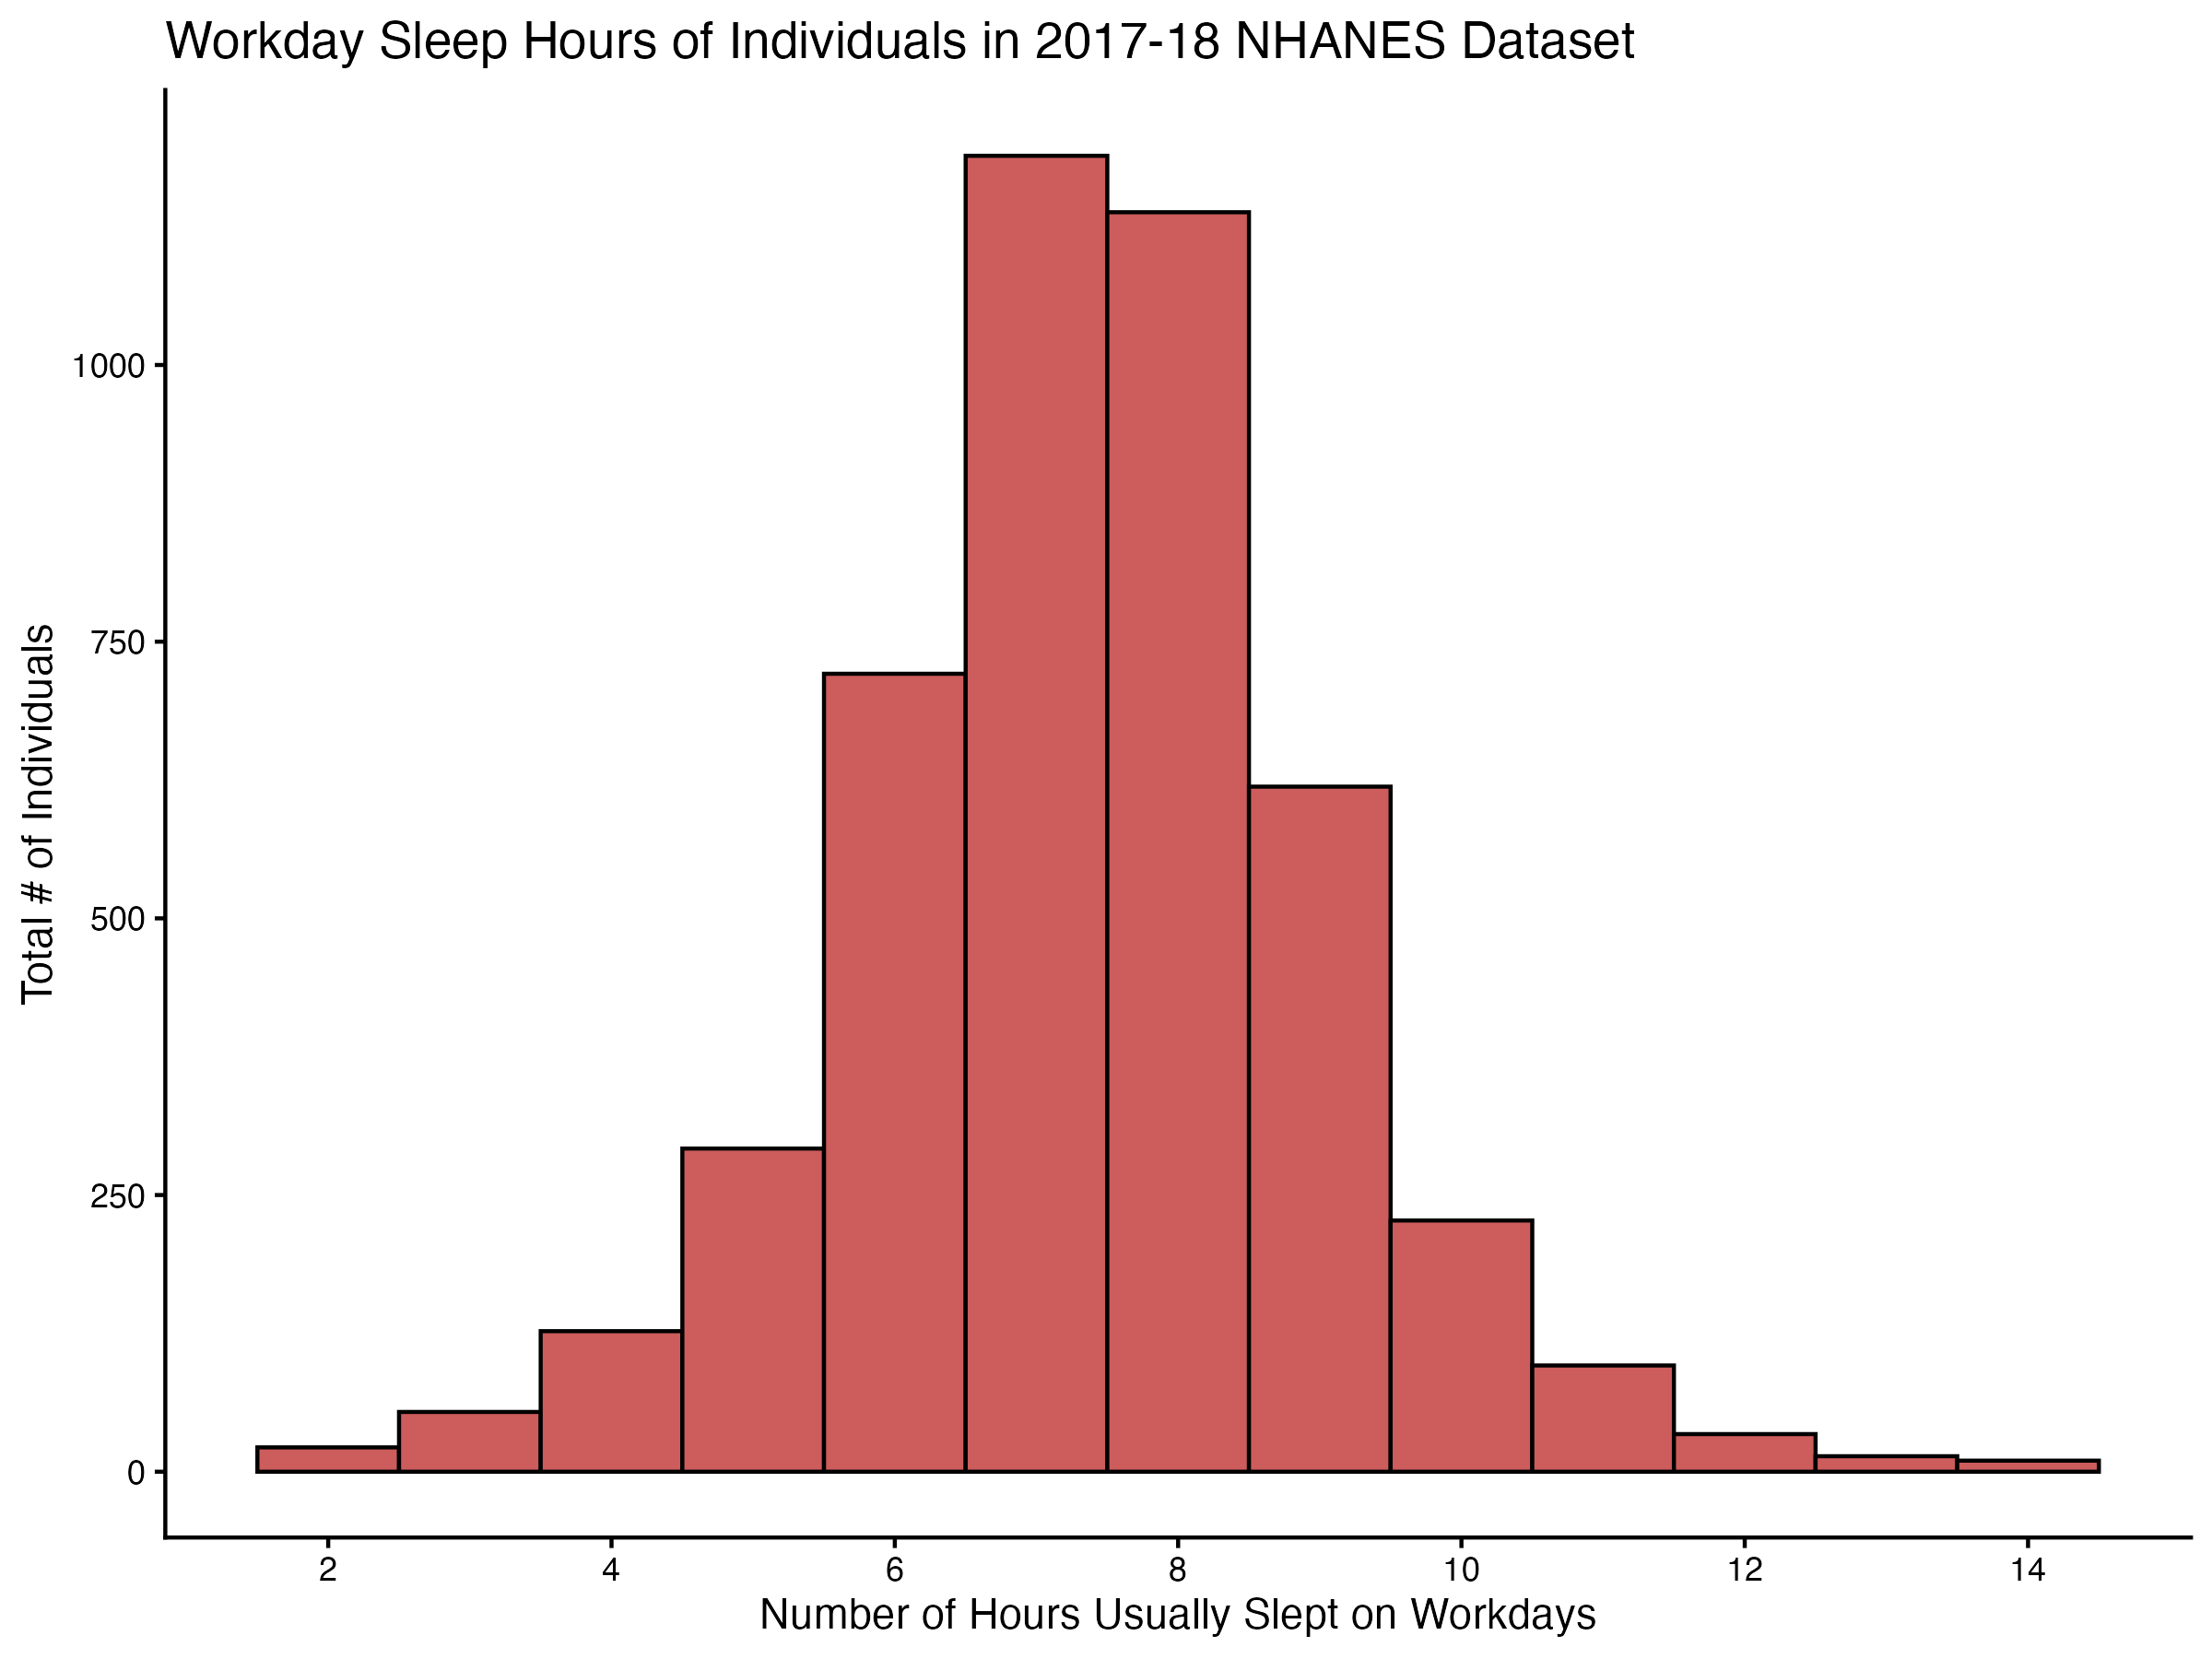 Workday Sleep Hours of Individuals in 2017-18 NHANES Dataset
Total # of Individuals
1000
750
500
250
0
2 4 6 8 10 12 14
Number of Hours Usually Slept on Workdays